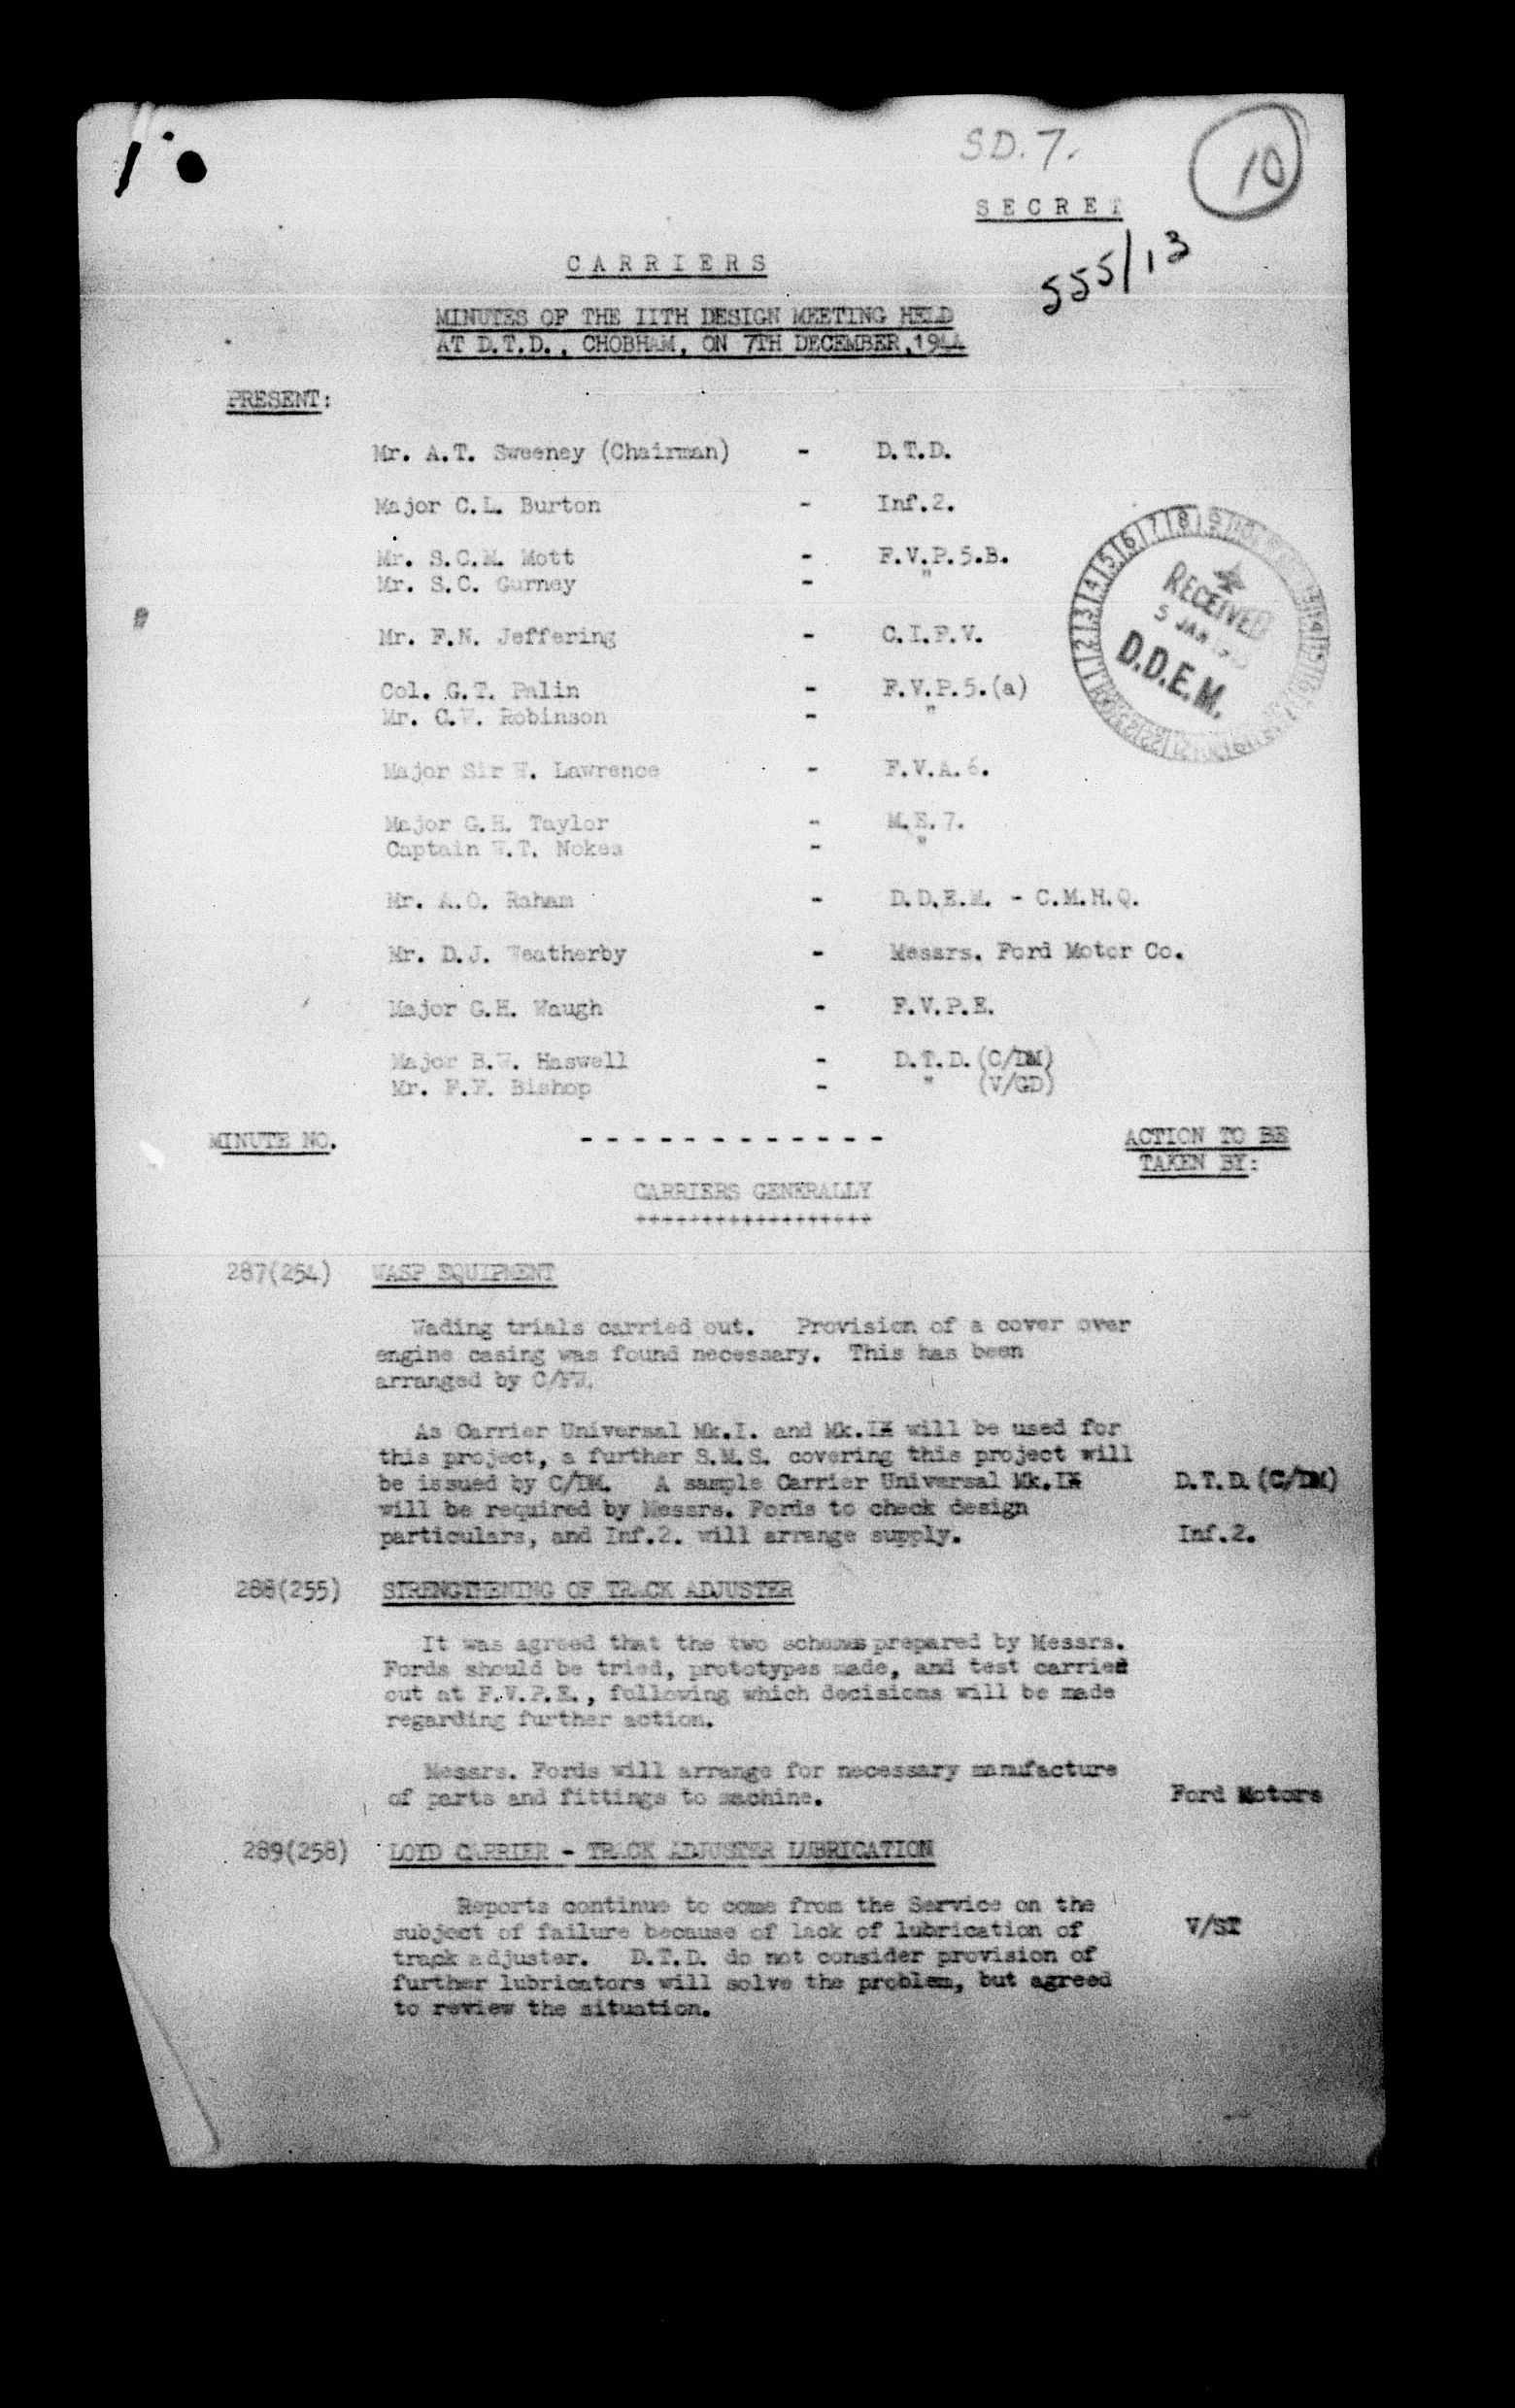 S.D. 7.
10
SECRET
555/13
CARRIERS
MINUTES OF THE IITH DESIGN MEETING HELD
AT D.T.D., CHOBHAM, ON 7TH DECEMBER, 1944
PRESENT:
Mr. A.T. Sweeney (Chairman) - D.T.D.
Major C.L. Burton - Inf.2.
Mr. S.C.M. Mott - F.V.P.5.B.
Mr. S.C. Gurney - "
Mr. F.N. Jeffering - C.I.F.V.
Col. G.T. Palin - F.V.P.5.(a)
Mr. C.W. Robinson - "
Major Sir W. Lawrence - F.V.A.6.
Major G.H. Taylor - M.E.7.
Captain W.T. Nokes - "
Mr. A.O. Raham - D.D.E.M. - C.M.H.Q.
Mr. D.J. Weatherby - Messrs. Ford Motor Co.
Major G.H. Waugh - F.V.P.E.
Major B.W. Haswell - D.T.D.(C/DM)
Mr. F.F. Bishop - " (V/GD)
RECEIVED
5 JAN
D.D.E.M.
MINUTE NO. - - - - - - - - - - - - ACTION TO BE
TAKEN BY:
CARRIERS GENERALLY
++++++++++++++++++
287(254) WASP EQUIPMENT
Wading trials carried out. Provision of a cover over
engine casing was found necessary. This has been
arranged by C/FW.
As Carrier Universal Mk.I. and Mk.II will be used for
this project, a further S.M.S. covering this project will
be issued by C/DM. A sample Carrier Universal Mk.II D.T.D.(C/DM)
will be required by Messrs. Fords to check design
particulars, and Inf.2. will arrange supply. Inf.2.
288(255) STRENGTHENING OF TRACK ADJUSTER
It was agreed that the two schemes prepared by Messrs.
Fords should be tried, prototypes made, and test carried
out at F.V.P.E., following which decisions will be made
regarding further action.
Messrs. Fords will arrange for necessary manufacture
of parts and fittings to machine. Ford Motors
289(258) LOYD CARRIER - TRACK ADJUSTER LUBRICATION
Reports continue to come from the Service on the
subject of failure because of lack of lubrication of V/ST
track adjuster. D.T.D. do not consider provision of
further lubricators will solve the problem, but agreed
to review the situation.